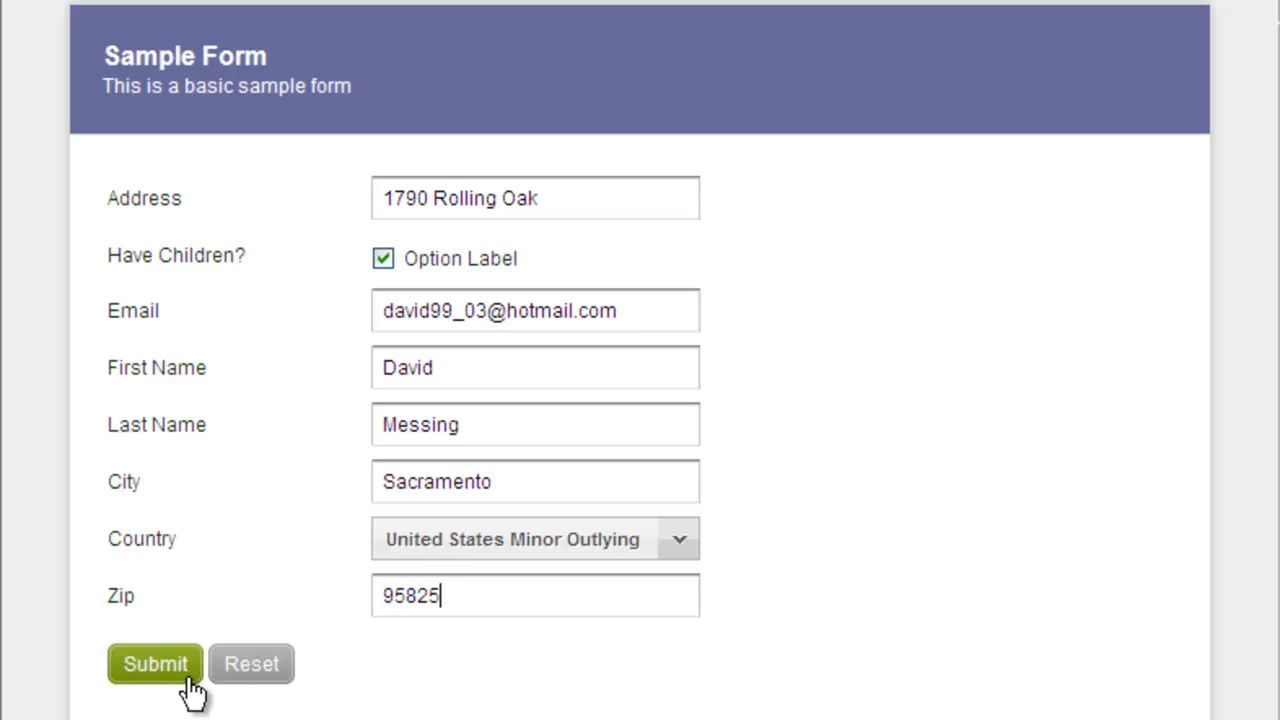 Sample Form
This is a basic sample form
Address 1790 Rolling Oak
Have Children? Option Label
Email david99_03@hotmail.com
First Name David
Last Name Messing
City Sacramento
Country United States Minor Outlying
Zip 95825
Submit Reset